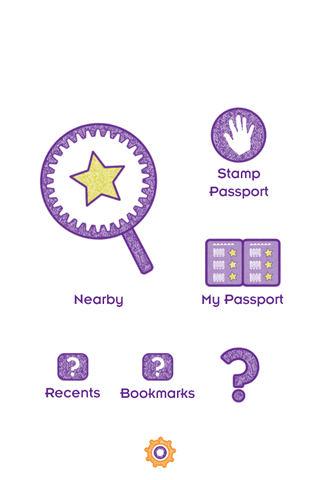 Stamp
Passport
Nearby
My Passport
?
?
?
Recents
Bookmarks